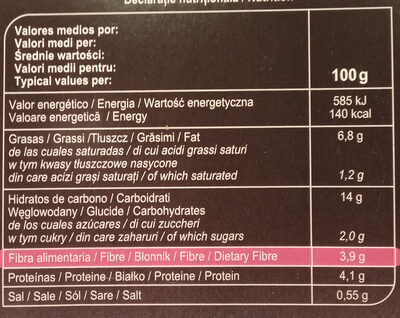 Declarație nutrițională / Nutrition
Valores medios por:
Valori medi per:
Średnie wartości:
Valori medii pentru:
Typical values per:
100 g
Valor energético / Energia / Wartość energetyczna 585 kJ
Valoare energetică / Energy 140 kcal
Grasas / Grassi /Tłuszcz / Grăsimi / Fat 6,8 g
de las cuales saturadas / di cui acidi grassi saturi
w tym kwasy tłuszczowe nasycone
din care acizi grași saturați / of which saturated 1,2 g
Hidratos de carbono / Carboidrati 14 g
Węglowodany / Glucide / Carbohydrates
de los cuales azúcares / di cui zuccheri
w tym cukry / din care zaharuri / of which sugars 2,0 g
Fibra alimentaria / Fibre / Błonnik / Fibre / Dietary Fibre 3,9 g
Proteínas / Proteine / Białko / Proteine / Protein 4,1 g
Sal / Sale / Sól / Sare / Salt 0,55 g